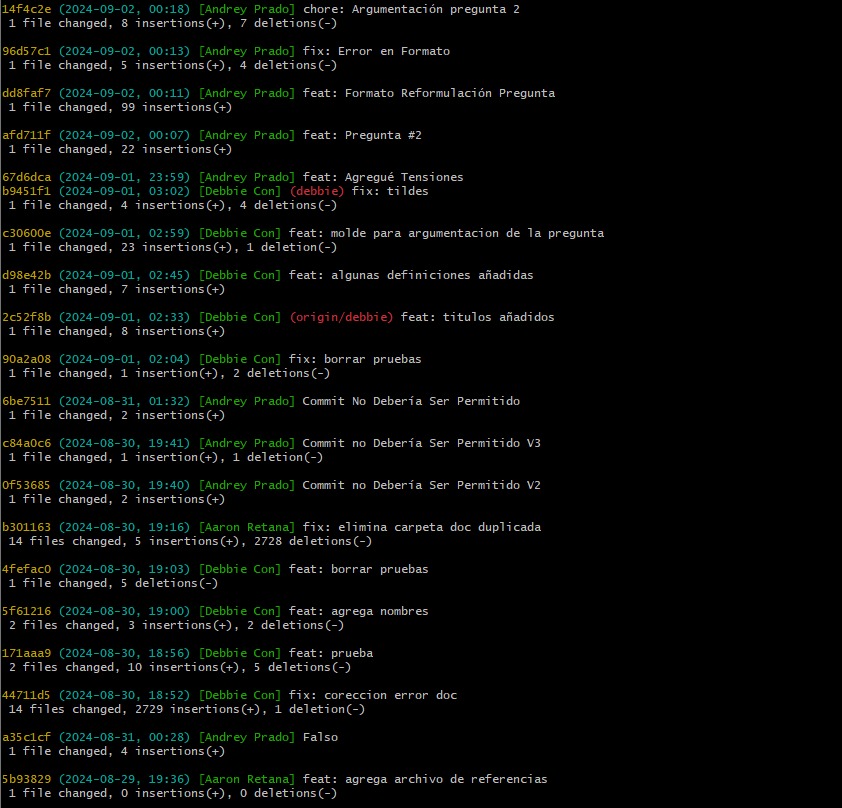 14f4c2e (2024-09-02, 00:18) [Andrey Prado] chore: Argumentación pregunta 2
1 file changed, 8 insertions(+), 7 deletions(-)
96d57c1 (2024-09-02, 00:13) [Andrey Prado] fix: Error en Formato
1 file changed, 5 insertions(+), 4 deletions(-)
dd8faf7 (2024-09-02, 00:11) [Andrey Prado] feat: Formato Reformulación Pregunta
1 file changed, 99 insertions(+)
afd711f (2024-09-02, 00:07) [Andrey Prado] feat: Pregunta #2
1 file changed, 22 insertions(+)
67d6dca (2024-09-01, 23:59) [Andrey Prado] feat: Agregué Tensiones
b9451f1 (2024-09-01, 03:02) [Debbie Con] (debbie) fix: tildes
1 file changed, 4 insertions(+), 4 deletions(-)
c30600e (2024-09-01, 02:59) [Debbie Con] feat: molde para argumentacion de la pregunta
1 file changed, 23 insertions(+), 1 deletion(-)
d98e42b (2024-09-01, 02:45) [Debbie Con] feat: algunas definiciones añadidas
1 file changed, 7 insertions(+)
2c52f8b (2024-09-01, 02:33) [Debbie Con] (origin/debbie) feat: titulos añadidos
1 file changed, 8 insertions(+)
90a2a08 (2024-09-01, 02:04) [Debbie Con] fix: borrar pruebas
1 file changed, 1 insertion(+), 2 deletions(-)
6be7511 (2024-08-31, 01:32) [Andrey Prado] Commit No Debería Ser Permitido
1 file changed, 2 insertions(+)
c84a0c6 (2024-08-30, 19:41) [Andrey Prado] Commit no Debería Ser Permitido V3
1 file changed, 1 insertion(+), 1 deletion(-)
0f53685 (2024-08-30, 19:40) [Andrey Prado] Commit no Debería Ser Permitido V2
1 file changed, 2 insertions(+)
b301163 (2024-08-30, 19:16) [Aaron Retana] fix: elimina carpeta doc duplicada
14 files changed, 5 insertions(+), 2728 deletions(-)
4fefac0 (2024-08-30, 19:03) [Debbie Con] feat: borrar pruebas
1 file changed, 5 deletions(-)
5f61216 (2024-08-30, 19:00) [Debbie Con] feat: agrega nombres
2 files changed, 3 insertions(+), 2 deletions(-)
171aaa9 (2024-08-30, 18:56) [Debbie Con] feat: prueba
2 files changed, 10 insertions(+), 5 deletions(-)
44711d5 (2024-08-30, 18:52) [Debbie Con] fix: coreccion error doc
14 files changed, 2729 insertions(+), 1 deletion(-)
a35c1cf (2024-08-31, 00:28) [Andrey Prado] Falso
1 file changed, 4 insertions(+)
5b93829 (2024-08-29, 19:36) [Aaron Retana] feat: agrega archivo de referencias
1 file changed, 0 insertions(+), 0 deletions(-)